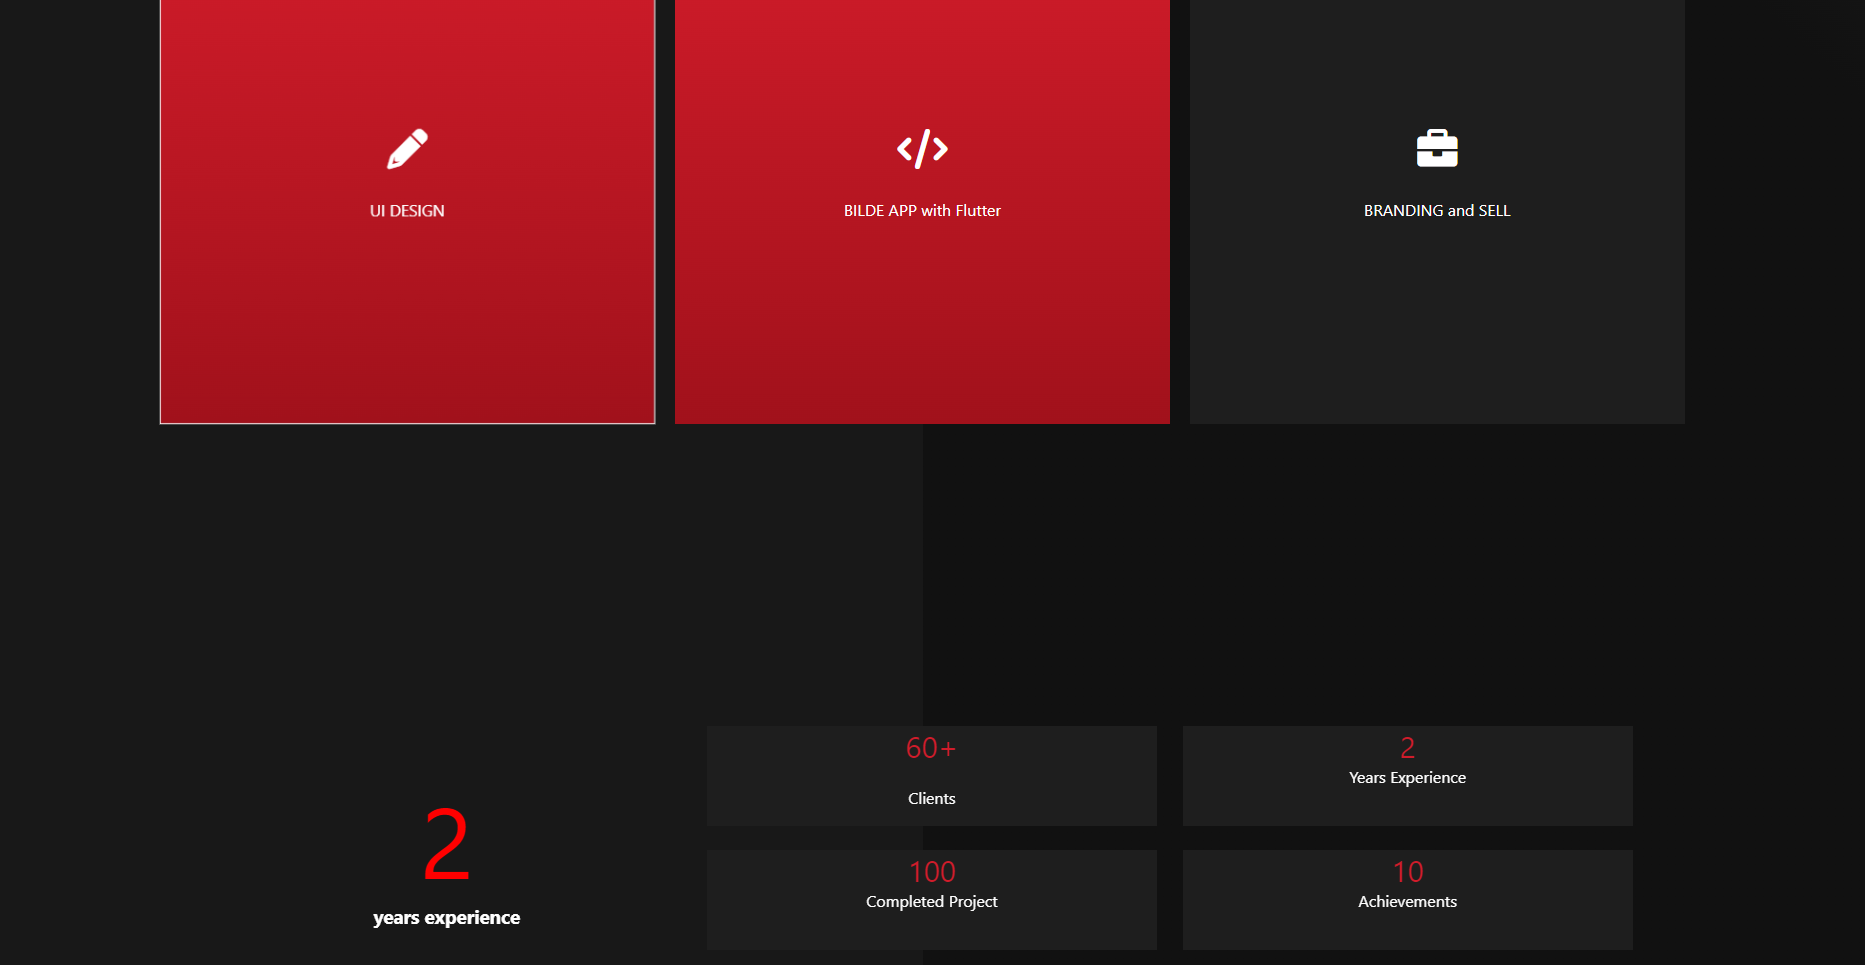 UI DESIGN
BILDE APP with Flutter
BRANDING and SELL
2
years experience
60+
Clients
2
Years Experience
100
Completed Project
10
Achievements